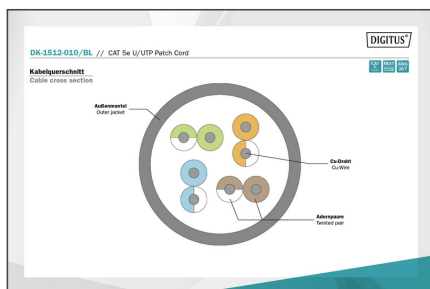 DIGITUS®
DK-1512-010/BL // CAT 5e U/UTP Patch Cord
Kabelquerschnitt
Cable cross section
Außenmantel
Outer jacket
Cu-Draht
Cu-Wire
Aderspaare
Twisted pair